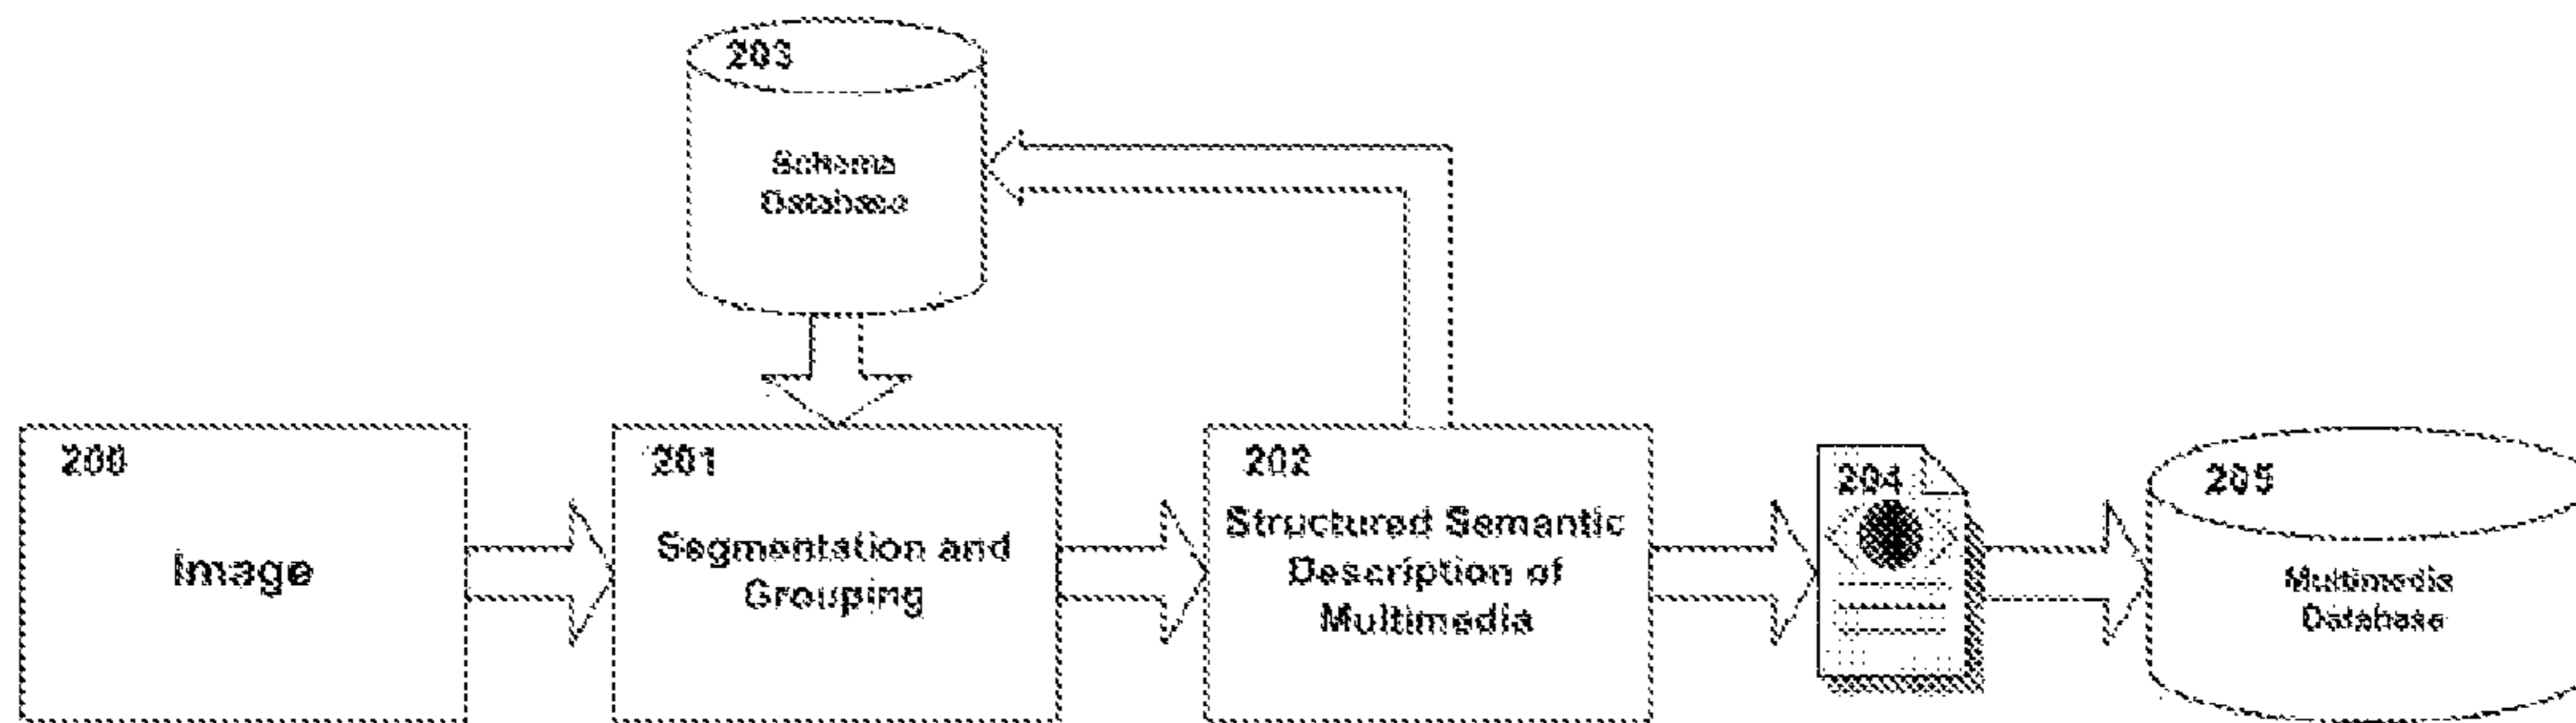 203
Schema
Database
200
Image
201
Segmentation and
Grouping
202
Structured Semantic
Description of
Multimedia
204
205
Multimedia
Database